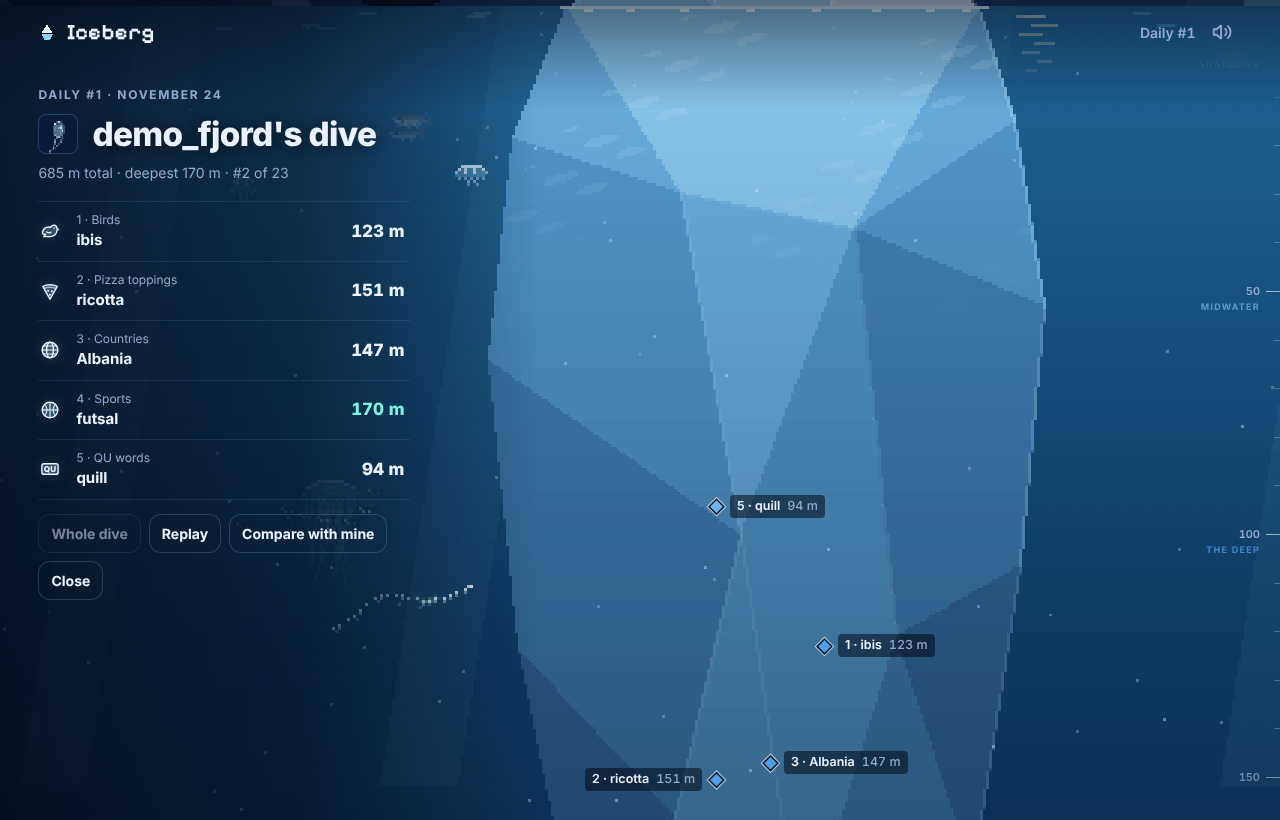 Iceberg
Daily #1
SHALLOWS
DAILY #1 · NOVEMBER 24
demo_fjord's dive
685 m total · deepest 170 m · #2 of 23
1 · Birds
ibis
123 m
2 · Pizza toppings
ricotta
151 m
3 · Countries
Albania
147 m
4 · Sports
futsal
170 m
QU
5 · QU words
quill
94 m
Whole dive
Replay
Compare with mine
Close
50
MIDWATER
5 · quill 94 m
100
THE DEEP
1 · ibis 123 m
3 · Albania 147 m
2 · ricotta 151 m
150